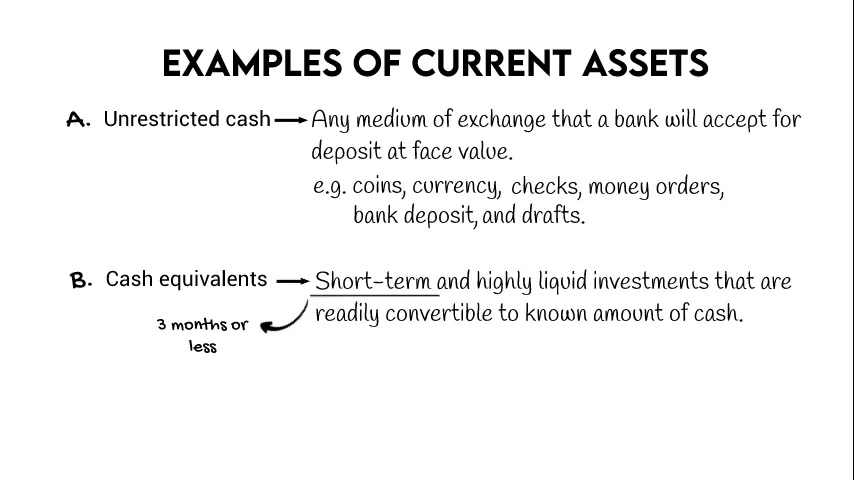 EXAMPLES OF CURRENT ASSETS
A. Unrestricted cash Any medium of exchange that a bank will accept for
deposit at face value.
e.g. coins, currency, checks, money orders,
bank deposit, and drafts.
B. Cash equivalents Short-term and highly liquid investments that are
readily convertible to known amount of cash.
3 months or
less